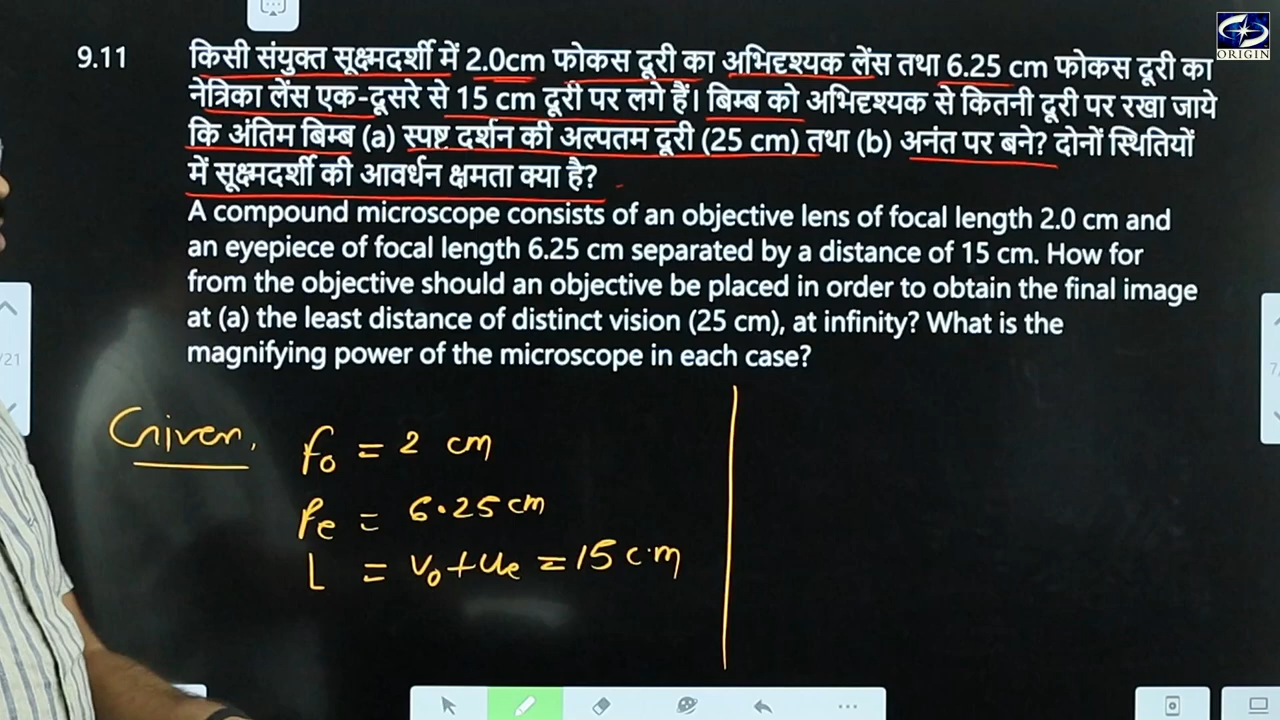 ORIGIN
9.11
किसी संयुक्त सूक्ष्मदर्शी में 2.0cm फोकस दूरी का अभिदृश्यक लेंस तथा 6.25 cm फोकस दूरी का
नेत्रिका लेंस एक-दूसरे से 15 cm दूरी पर लगे हैं। बिम्ब को अभिदृश्यक से कितनी दूरी पर रखा जाये
कि अंतिम बिम्ब (a) स्पष्ट दर्शन की अल्पतम दूरी (25 cm) तथा (b) अनंत पर बने? दोनों स्थितियों
में सूक्ष्मदर्शी की आवर्धन क्षमता क्या है?
A compound microscope consists of an objective lens of focal length 2.0 cm and
an eyepiece of focal length 6.25 cm separated by a distance of 15 cm. How for
from the objective should an objective be placed in order to obtain the final image
at (a) the least distance of distinct vision (25 cm), at infinity? What is the
magnifying power of the microscope in each case?
Given, fo = 2 cm
fe = 6.25 cm
L = vo + ue = 15 c.m
/21
7/